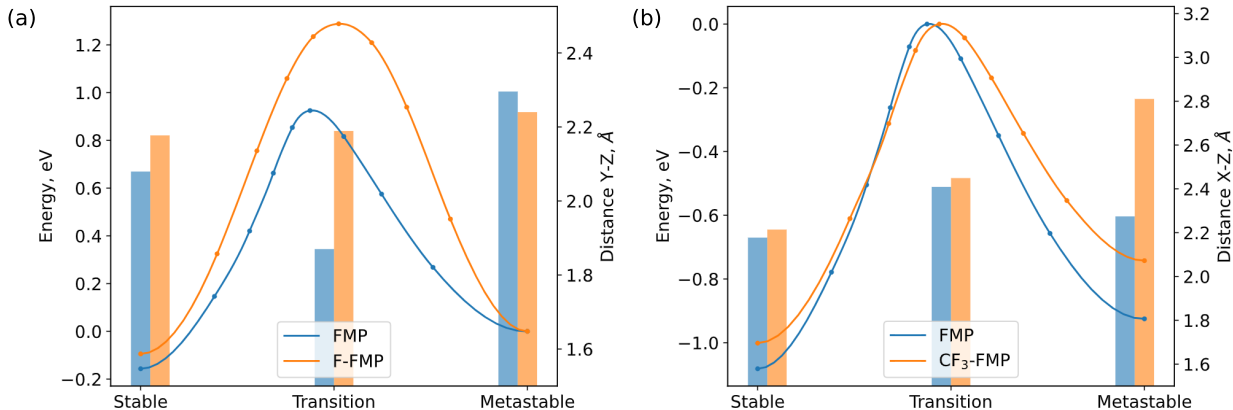 (a)
Energy, eV
1.2
1.0
0.8
0.6
0.4
0.2
0.0
−0.2
Stable
Transition
Metastable
2.4
2.2
2.0
1.8
1.6
Distance Y-Z, Å
FMP
F-FMP
(b)
Energy, eV
−0.0
−0.2
−0.4
−0.6
−0.8
−1.0
Stable
Transition
Metastable
3.2
3.0
2.8
2.6
2.4
2.2
2.0
1.8
1.6
Distance X-Z, Å
FMP
CF₃-FMP